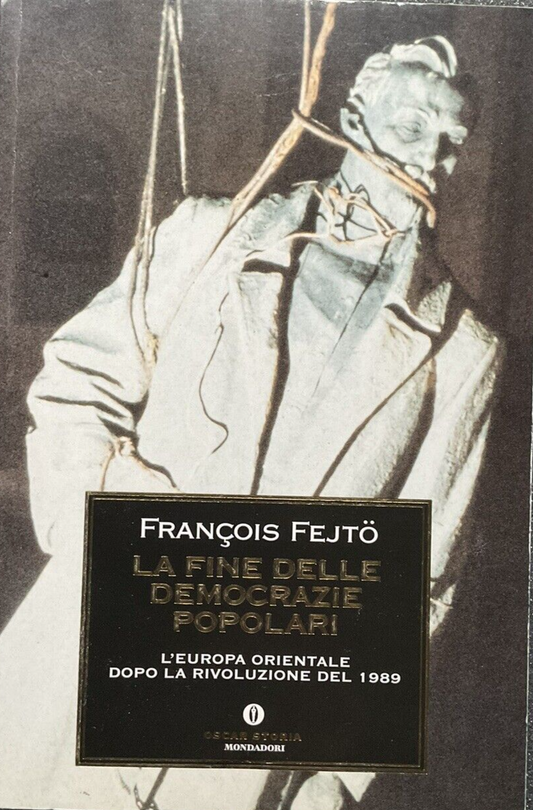 FRANÇOIS FEJTÖ
LA FINE DELLE
DEMOCRAZIE
POPOLARI
L'EUROPA ORIENTALE
DOPO LA RIVOLUZIONE DEL 1989
OSCAR STORIA
MONDADORI